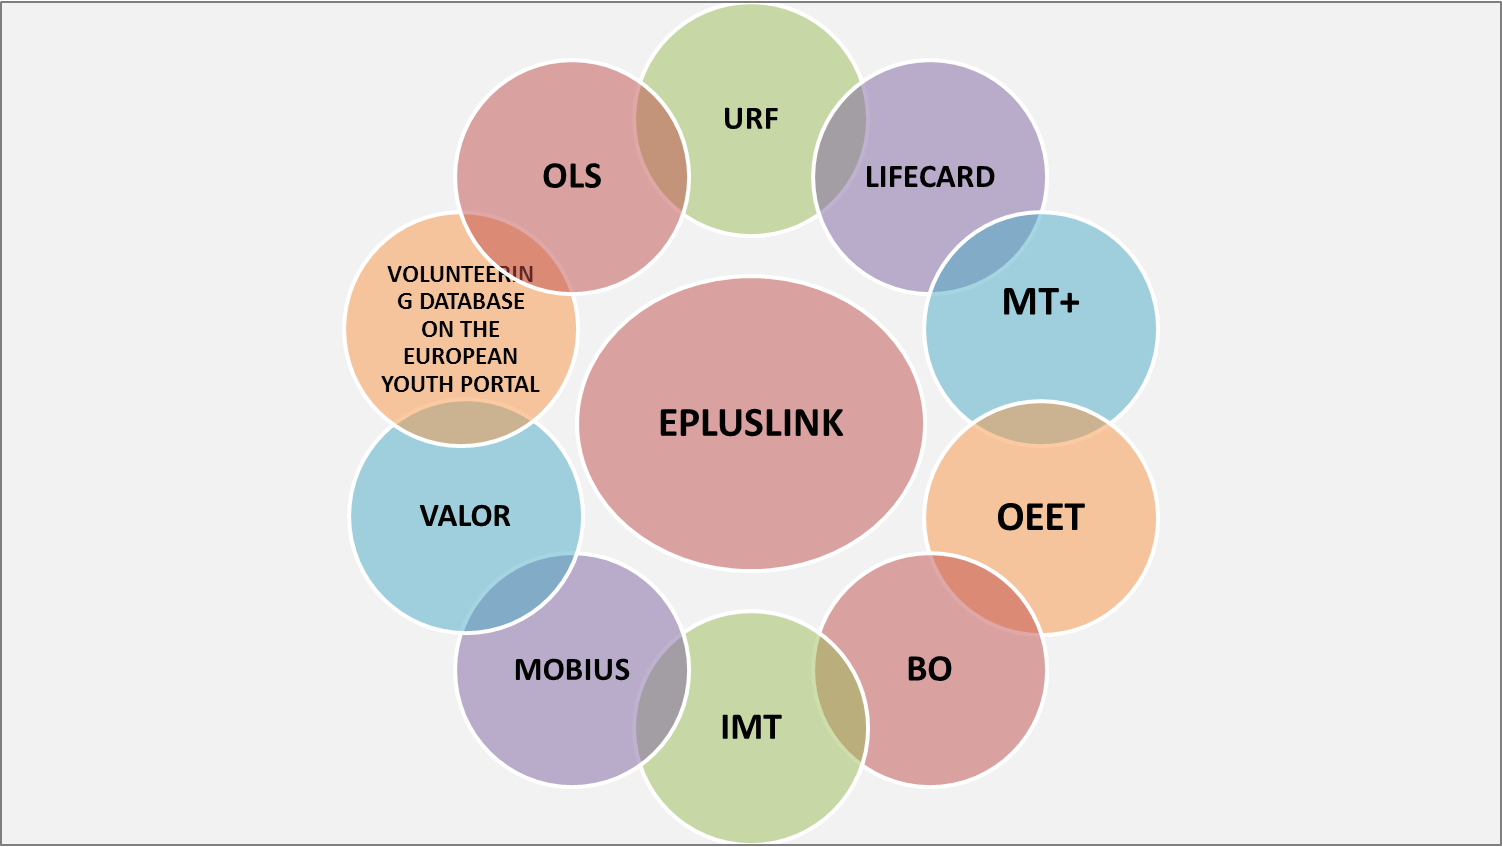 URF
LIFECARD
MT+
OEET
BO
IMT
MOBIUS
VALOR
VOLUNTEERIN
G DATABASE
ON THE
EUROPEAN
YOUTH PORTAL
OLS
EPLUSLINK